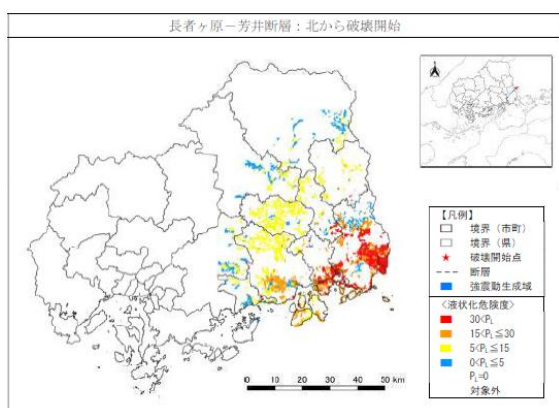 長者ヶ原－芳井断層：北から破壊開始
【凡例】
境界（市町）
境界（県）
破壊開始点
断層
強震動生成域
<液状化危険度>
30<PL
15<PL≦30
5<PL≦15
0<PL≦5
PL=0
対象外
0 10 20 30 40 50 km